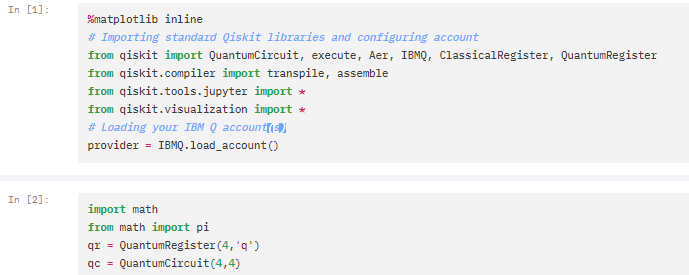 In [1]:
%matplotlib inline
# Importing standard Qiskit libraries and configuring account
from qiskit import QuantumCircuit, execute, Aer, IBMQ, ClassicalRegister, QuantumRegister
from qiskit.compiler import transpile, assemble
from qiskit.tools.jupyter import *
from qiskit.visualization import *
# Loading your IBM Q account(s)
provider = IBMQ.load_account()
In [2]:
import math
from math import pi
qr = QuantumRegister(4,'q')
qc = QuantumCircuit(4,4)